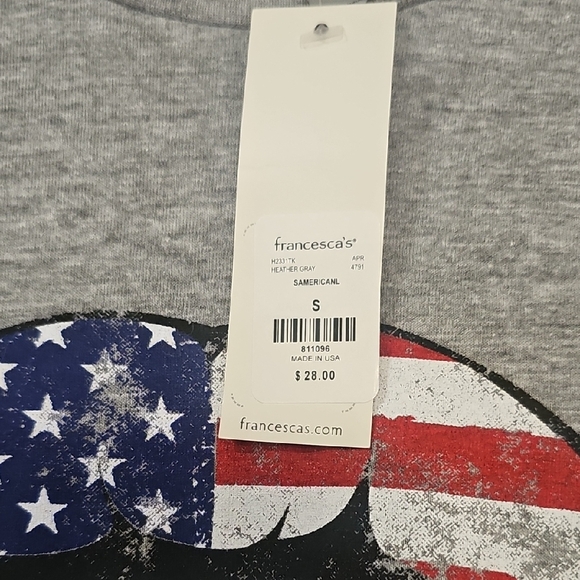 francesca's®
H2331TK APR
HEATHER GRAY 4791
SAMERICANL
S
811096
MADE IN USA
$ 28.00
francescas.com